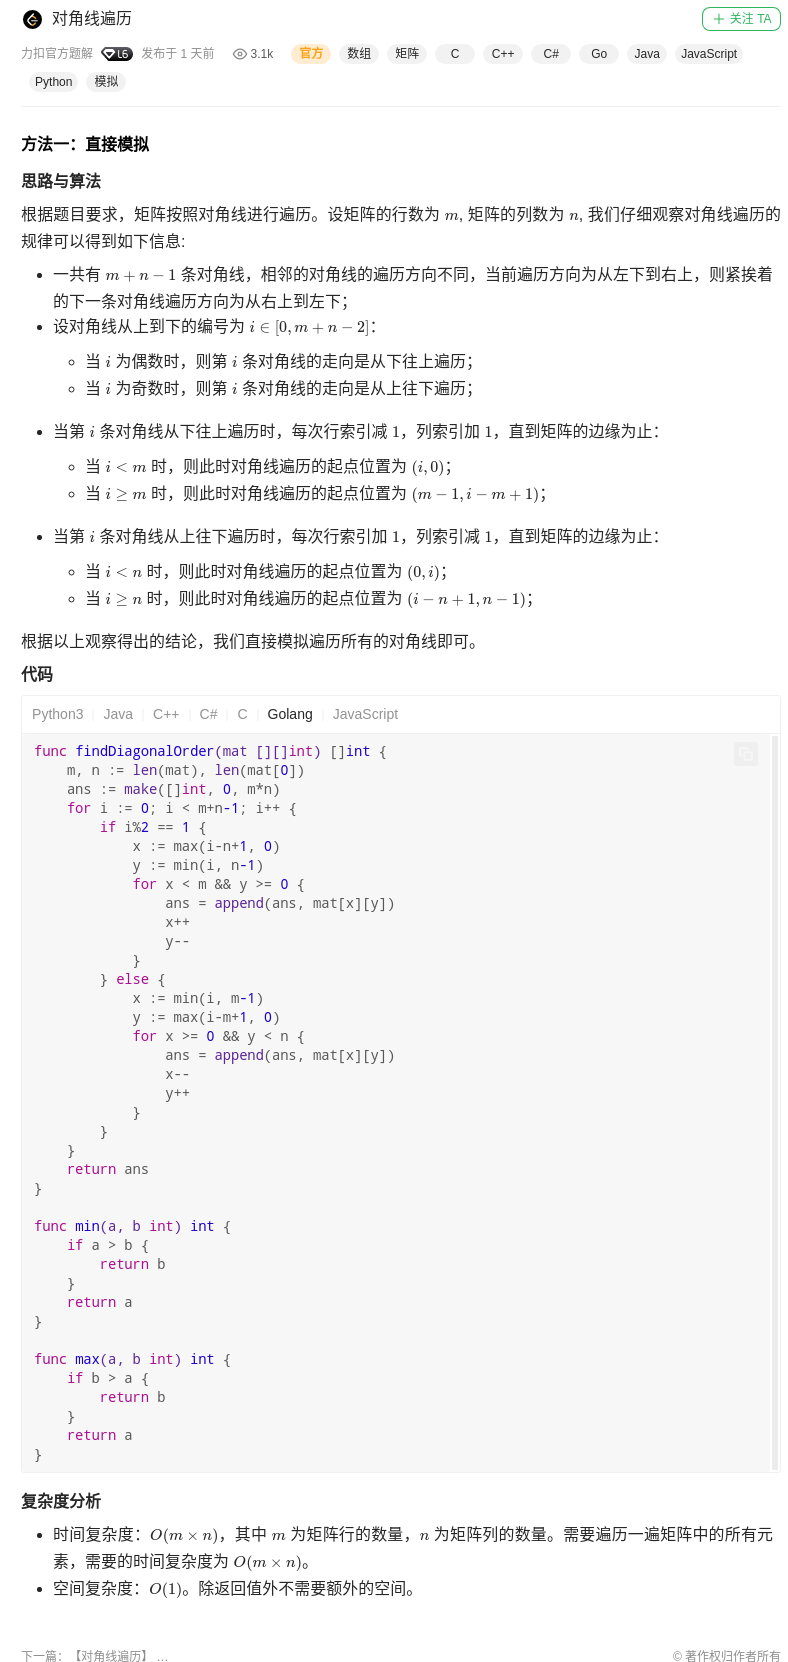 对角线遍历
关注 TA
力扣官方题解 L6 发布于 1 天前 3.1k 官方 数组 矩阵 C C++ C# Go Java JavaScript
Python 模拟
方法一：直接模拟
思路与算法
根据题目要求，矩阵按照对角线进行遍历。设矩阵的行数为 m, 矩阵的列数为 n, 我们仔细观察对角线遍历的
规律可以得到如下信息:
• 一共有 m + n − 1 条对角线，相邻的对角线的遍历方向不同，当前遍历方向为从左下到右上，则紧挨着
的下一条对角线遍历方向为从右上到左下；
• 设对角线从上到下的编号为 i ∈ [0, m + n − 2]：
◦ 当 i 为偶数时，则第 i 条对角线的走向是从下往上遍历；
◦ 当 i 为奇数时，则第 i 条对角线的走向是从上往下遍历；
• 当第 i 条对角线从下往上遍历时，每次行索引减 1，列索引加 1，直到矩阵的边缘为止：
◦ 当 i < m 时，则此时对角线遍历的起点位置为 (i, 0)；
◦ 当 i ≥ m 时，则此时对角线遍历的起点位置为 (m − 1, i − m + 1)；
• 当第 i 条对角线从上往下遍历时，每次行索引加 1，列索引减 1，直到矩阵的边缘为止：
◦ 当 i < n 时，则此时对角线遍历的起点位置为 (0, i)；
◦ 当 i ≥ n 时，则此时对角线遍历的起点位置为 (i − n + 1, n − 1)；
根据以上观察得出的结论，我们直接模拟遍历所有的对角线即可。
代码
Python3 Java C++ C# C Golang JavaScript
func findDiagonalOrder(mat [][]int) []int {
    m, n := len(mat), len(mat[0])
    ans := make([]int, 0, m*n)
    for i := 0; i < m+n-1; i++ {
        if i%2 == 1 {
            x := max(i-n+1, 0)
            y := min(i, n-1)
            for x < m && y >= 0 {
                ans = append(ans, mat[x][y])
                x++
                y--
            }
        } else {
            x := min(i, m-1)
            y := max(i-m+1, 0)
            for x >= 0 && y < n {
                ans = append(ans, mat[x][y])
                x--
                y++
            }
        }
    }
    return ans
}
func min(a, b int) int {
    if a > b {
        return b
    }
    return a
}
func max(a, b int) int {
    if b > a {
        return b
    }
    return a
}
复杂度分析
• 时间复杂度：O(m × n)，其中 m 为矩阵行的数量，n 为矩阵列的数量。需要遍历一遍矩阵中的所有元
素，需要的时间复杂度为 O(m × n)。
• 空间复杂度：O(1)。除返回值外不需要额外的空间。
下一篇：【对角线遍历】 ...
© 著作权归作者所有